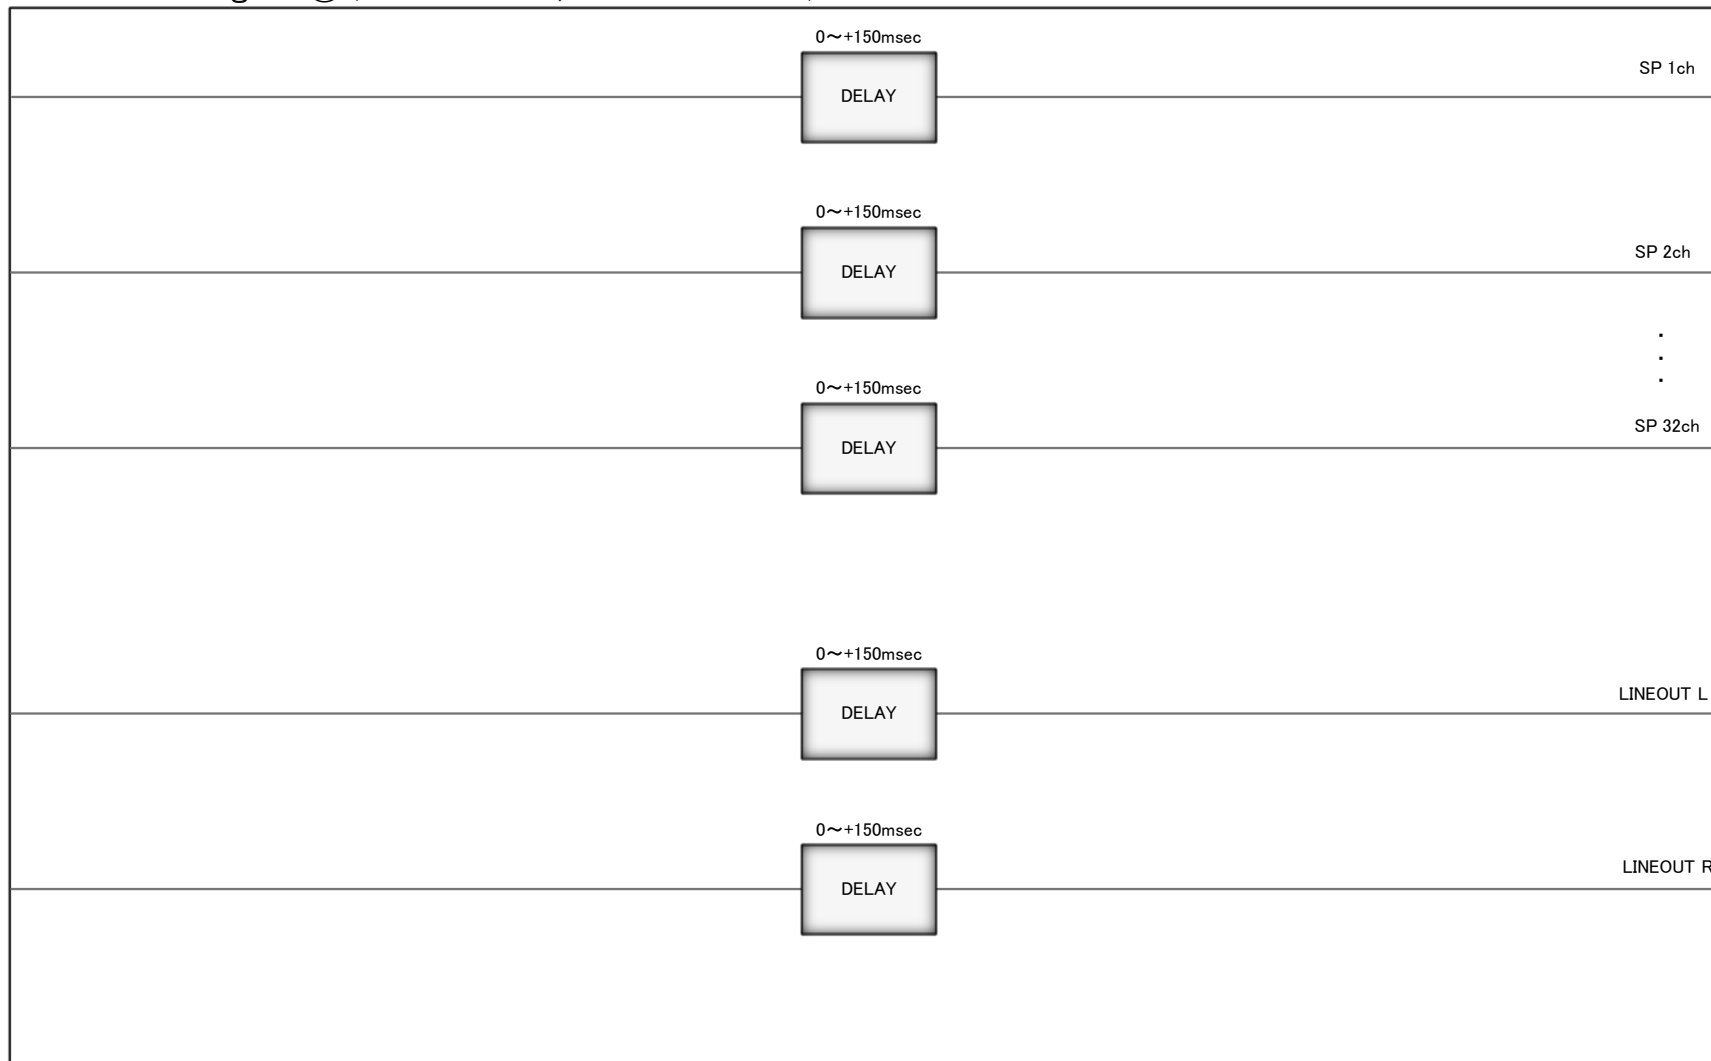 0～+150msec
SP 1ch
DELAY
0～+150msec
SP 2ch
DELAY
・
・
・
0～+150msec
SP 32ch
DELAY
0～+150msec
LINEOUT L
DELAY
0～+150msec
LINEOUT R
DELAY